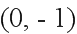 (0, - 1)